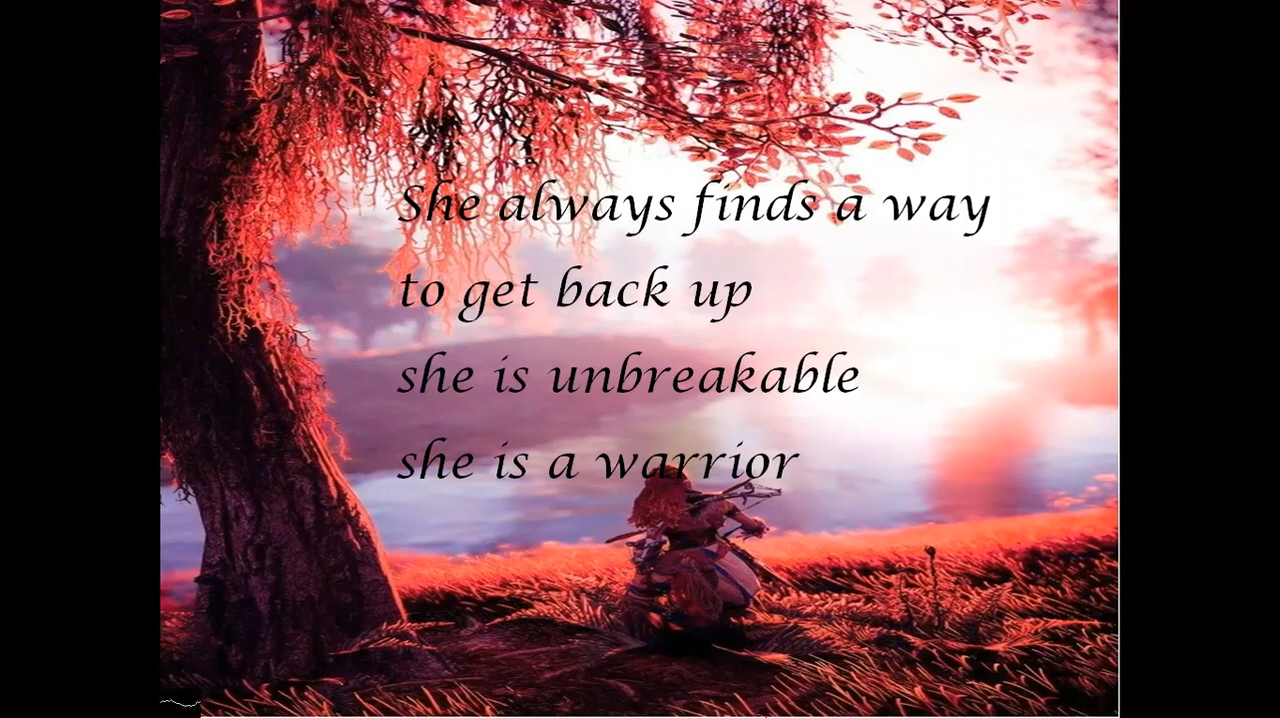 She always finds a way
to get back up
she is unbreakable
she is a warrior